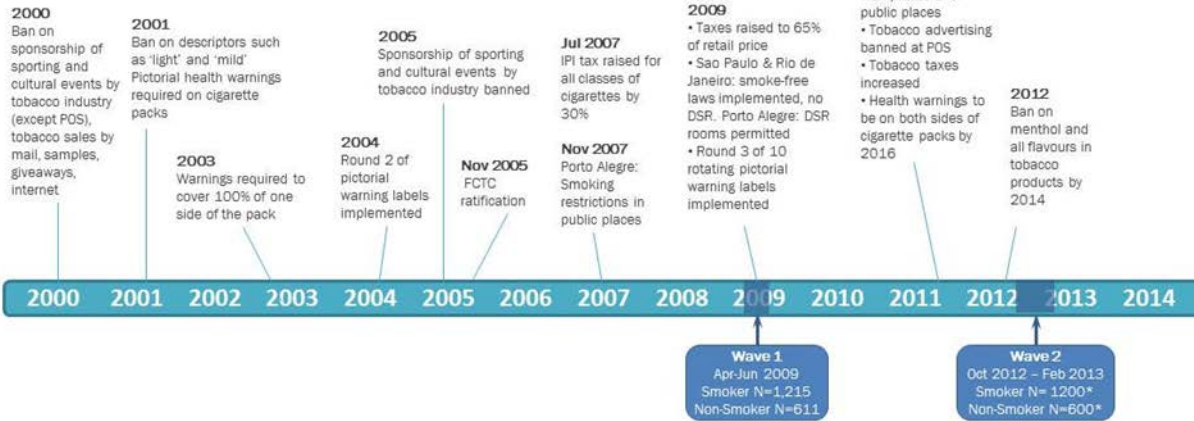 2000
Ban on
sponsorship of
sporting and
cultural events by
tobacco industry
(except POS),
tobacco sales by
mail, samples,
giveaways,
internet
2001
Ban on descriptors such
as 'light' and 'mild'
Pictorial health warnings
required on cigarette
packs
2003
Warnings required to
cover 100% of one
side of the pack
2004
Round 2 of
pictorial
warning labels
implemented
2005
Sponsorship of sporting
and cultural events by
tobacco industry banned
Nov 2005
FCTC
ratification
Jul 2007
IPI tax raised for
all classes of
cigarettes by
30%
Nov 2007
Porto Alegre:
Smoking
restrictions in
public places
2009
• Taxes raised to 65%
of retail price
• Sao Paulo & Rio de
Janeiro: smoke-free
laws implemented, no
DSR. Porto Alegre: DSR
rooms permitted
• Round 3 of 10
rotating pictorial
warning labels
implemented
public places
• Tobacco advertising
banned at POS
• Tobacco taxes
increased
• Health warnings to
be on both sides of
cigarette packs by
2016
2012
Ban on
menthol and
all flavours in
tobacco
products by
2014
2000 2001 2002 2003 2004 2005 2006 2007 2008 2009 2010 2011 2012 2013 2014
Wave 1
Apr-Jun 2009
Smoker N=1,215
Non-Smoker N=611
Wave 2
Oct 2012 – Feb 2013
Smoker N= 1200*
Non-Smoker N=600*